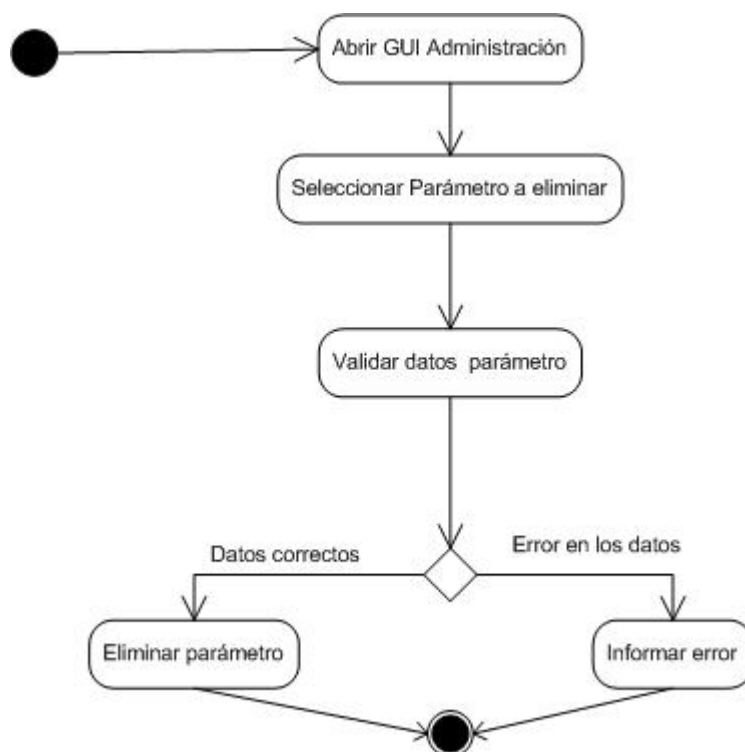 Abrir GUI Administración
Seleccionar Parámetro a eliminar
Validar datos parámetro
Datos correctos
Error en los datos
Eliminar parámetro
Informar error